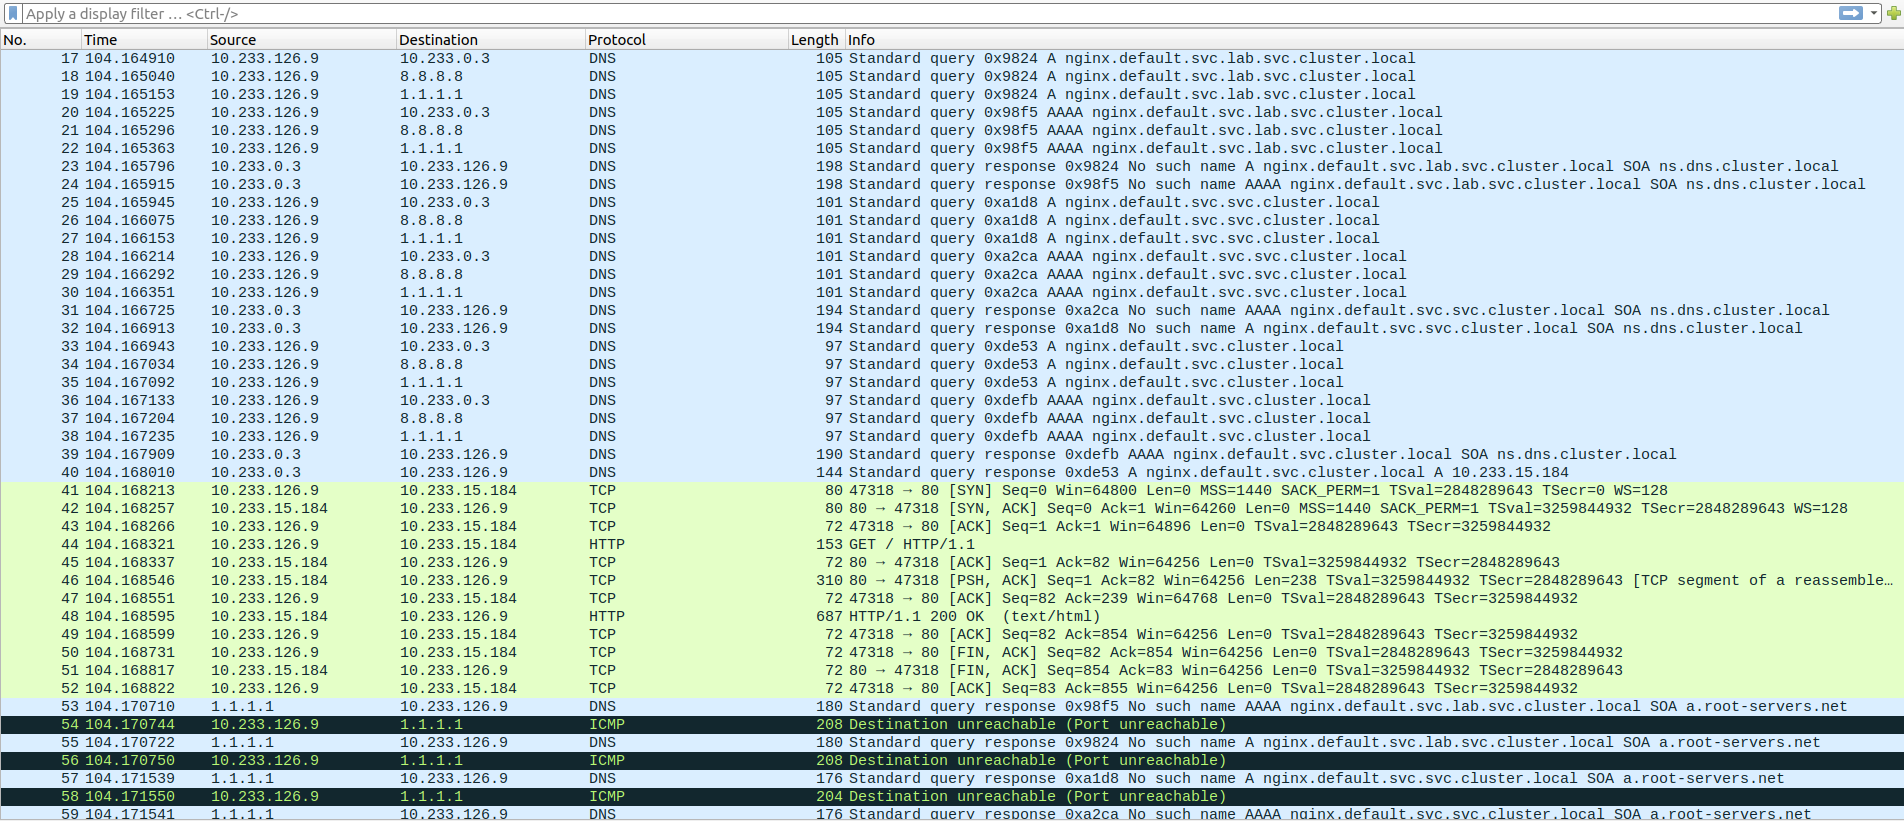 Apply a display filter … <Ctrl-/>
No. Time Source Destination Protocol Length Info
17 104.164910 10.233.126.9 10.233.0.3 DNS 105 Standard query 0x9824 A nginx.default.svc.lab.svc.cluster.local
18 104.165040 10.233.126.9 8.8.8.8 DNS 105 Standard query 0x9824 A nginx.default.svc.lab.svc.cluster.local
19 104.165153 10.233.126.9 1.1.1.1 DNS 105 Standard query 0x9824 A nginx.default.svc.lab.svc.cluster.local
20 104.165225 10.233.126.9 10.233.0.3 DNS 105 Standard query 0x98f5 AAAA nginx.default.svc.lab.svc.cluster.local
21 104.165296 10.233.126.9 8.8.8.8 DNS 105 Standard query 0x98f5 AAAA nginx.default.svc.lab.svc.cluster.local
22 104.165363 10.233.126.9 1.1.1.1 DNS 105 Standard query 0x98f5 AAAA nginx.default.svc.lab.svc.cluster.local
23 104.165796 10.233.0.3 10.233.126.9 DNS 198 Standard query response 0x9824 No such name A nginx.default.svc.lab.svc.cluster.local SOA ns.dns.cluster.local
24 104.165915 10.233.0.3 10.233.126.9 DNS 198 Standard query response 0x98f5 No such name AAAA nginx.default.svc.lab.svc.cluster.local SOA ns.dns.cluster.local
25 104.165945 10.233.126.9 10.233.0.3 DNS 101 Standard query 0xa1d8 A nginx.default.svc.svc.cluster.local
26 104.166075 10.233.126.9 8.8.8.8 DNS 101 Standard query 0xa1d8 A nginx.default.svc.svc.cluster.local
27 104.166153 10.233.126.9 1.1.1.1 DNS 101 Standard query 0xa1d8 A nginx.default.svc.svc.cluster.local
28 104.166214 10.233.126.9 10.233.0.3 DNS 101 Standard query 0xa2ca AAAA nginx.default.svc.svc.cluster.local
29 104.166292 10.233.126.9 8.8.8.8 DNS 101 Standard query 0xa2ca AAAA nginx.default.svc.svc.cluster.local
30 104.166351 10.233.126.9 1.1.1.1 DNS 101 Standard query 0xa2ca AAAA nginx.default.svc.svc.cluster.local
31 104.166725 10.233.0.3 10.233.126.9 DNS 194 Standard query response 0xa2ca No such name AAAA nginx.default.svc.svc.cluster.local SOA ns.dns.cluster.local
32 104.166913 10.233.0.3 10.233.126.9 DNS 194 Standard query response 0xa1d8 No such name A nginx.default.svc.svc.cluster.local SOA ns.dns.cluster.local
33 104.166943 10.233.126.9 10.233.0.3 DNS 97 Standard query 0xde53 A nginx.default.svc.cluster.local
34 104.167034 10.233.126.9 8.8.8.8 DNS 97 Standard query 0xde53 A nginx.default.svc.cluster.local
35 104.167092 10.233.126.9 1.1.1.1 DNS 97 Standard query 0xde53 A nginx.default.svc.cluster.local
36 104.167133 10.233.126.9 10.233.0.3 DNS 97 Standard query 0xdefb AAAA nginx.default.svc.cluster.local
37 104.167204 10.233.126.9 8.8.8.8 DNS 97 Standard query 0xdefb AAAA nginx.default.svc.cluster.local
38 104.167235 10.233.126.9 1.1.1.1 DNS 97 Standard query 0xdefb AAAA nginx.default.svc.cluster.local
39 104.167909 10.233.0.3 10.233.126.9 DNS 190 Standard query response 0xdefb AAAA nginx.default.svc.cluster.local SOA ns.dns.cluster.local
40 104.168010 10.233.0.3 10.233.126.9 DNS 144 Standard query response 0xde53 A nginx.default.svc.cluster.local A 10.233.15.184
41 104.168213 10.233.126.9 10.233.15.184 TCP 80 47318 → 80 [SYN] Seq=0 Win=64800 Len=0 MSS=1440 SACK_PERM=1 TSval=2848289643 TSecr=0 WS=128
42 104.168257 10.233.15.184 10.233.126.9 TCP 80 80 → 47318 [SYN, ACK] Seq=0 Ack=1 Win=64260 Len=0 MSS=1440 SACK_PERM=1 TSval=3259844932 TSecr=2848289643 WS=128
43 104.168266 10.233.126.9 10.233.15.184 TCP 72 47318 → 80 [ACK] Seq=1 Ack=1 Win=64896 Len=0 TSval=2848289643 TSecr=3259844932
44 104.168321 10.233.126.9 10.233.15.184 HTTP 153 GET / HTTP/1.1
45 104.168337 10.233.15.184 10.233.126.9 TCP 72 80 → 47318 [ACK] Seq=1 Ack=82 Win=64256 Len=0 TSval=3259844932 TSecr=2848289643
46 104.168546 10.233.15.184 10.233.126.9 TCP 310 80 → 47318 [PSH, ACK] Seq=1 Ack=82 Win=64256 Len=238 TSval=3259844932 TSecr=2848289643 [TCP segment of a reassemble…
47 104.168551 10.233.126.9 10.233.15.184 TCP 72 47318 → 80 [ACK] Seq=82 Ack=239 Win=64768 Len=0 TSval=2848289643 TSecr=3259844932
48 104.168595 10.233.15.184 10.233.126.9 HTTP 687 HTTP/1.1 200 OK (text/html)
49 104.168599 10.233.126.9 10.233.15.184 TCP 72 47318 → 80 [ACK] Seq=82 Ack=854 Win=64256 Len=0 TSval=2848289643 TSecr=3259844932
50 104.168731 10.233.126.9 10.233.15.184 TCP 72 47318 → 80 [FIN, ACK] Seq=82 Ack=854 Win=64256 Len=0 TSval=2848289643 TSecr=3259844932
51 104.168817 10.233.15.184 10.233.126.9 TCP 72 80 → 47318 [FIN, ACK] Seq=854 Ack=83 Win=64256 Len=0 TSval=3259844932 TSecr=2848289643
52 104.168822 10.233.126.9 10.233.15.184 TCP 72 47318 → 80 [ACK] Seq=83 Ack=855 Win=64256 Len=0 TSval=2848289643 TSecr=3259844932
53 104.170710 1.1.1.1 10.233.126.9 DNS 180 Standard query response 0x98f5 No such name AAAA nginx.default.svc.lab.svc.cluster.local SOA a.root-servers.net
54 104.170744 10.233.126.9 1.1.1.1 ICMP 208 Destination unreachable (Port unreachable)
55 104.170722 1.1.1.1 10.233.126.9 DNS 180 Standard query response 0x9824 No such name A nginx.default.svc.lab.svc.cluster.local SOA a.root-servers.net
56 104.170750 10.233.126.9 1.1.1.1 ICMP 208 Destination unreachable (Port unreachable)
57 104.171539 1.1.1.1 10.233.126.9 DNS 176 Standard query response 0xa1d8 No such name A nginx.default.svc.svc.cluster.local SOA a.root-servers.net
58 104.171550 10.233.126.9 1.1.1.1 ICMP 204 Destination unreachable (Port unreachable)
59 104.171541 1.1.1.1 10.233.126.9 DNS 176 Standard query response 0xa2ca No such name AAAA nginx.default.svc.svc.cluster.local SOA a.root-servers.net